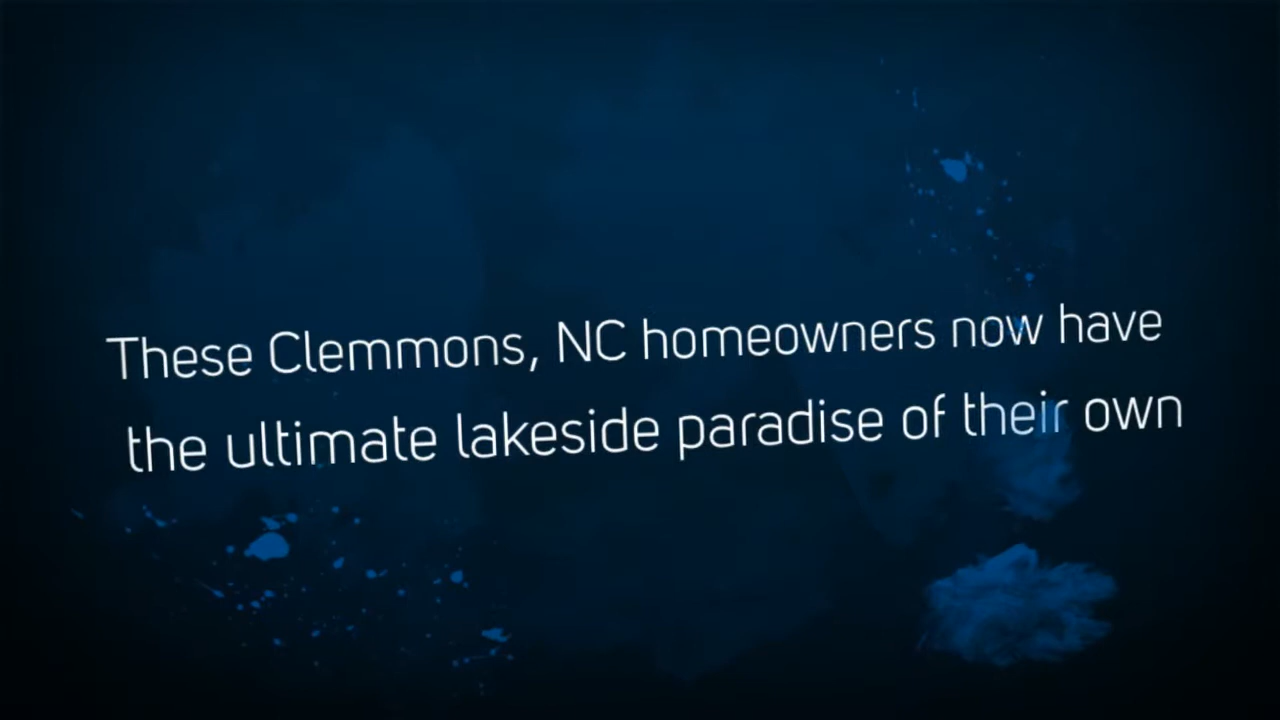 These Clemmons, NC homeowners now have
the ultimate lakeside paradise of their own